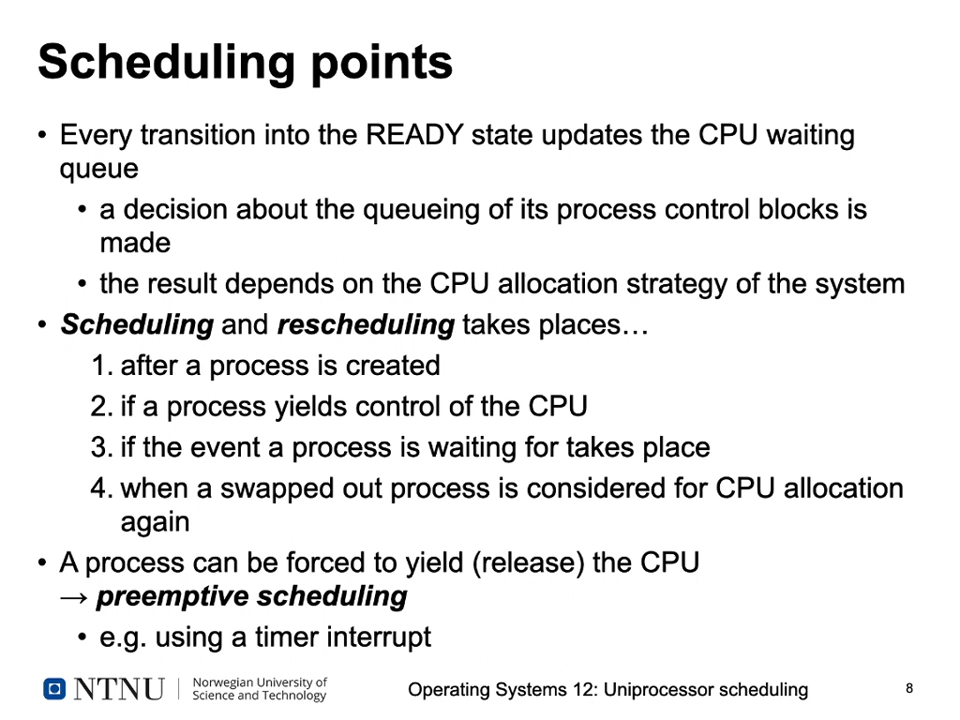 Scheduling points
• Every transition into the READY state updates the CPU waiting
queue
• a decision about the queueing of its process control blocks is
made
• the result depends on the CPU allocation strategy of the system
• Scheduling and rescheduling takes places…
1. after a process is created
2. if a process yields control of the CPU
3. if the event a process is waiting for takes place
4. when a swapped out process is considered for CPU allocation
again
• A process can be forced to yield (release) the CPU
→ preemptive scheduling
• e.g. using a timer interrupt
NTNU
Norwegian University of
Science and Technology
Operating Systems 12: Uniprocessor scheduling
8